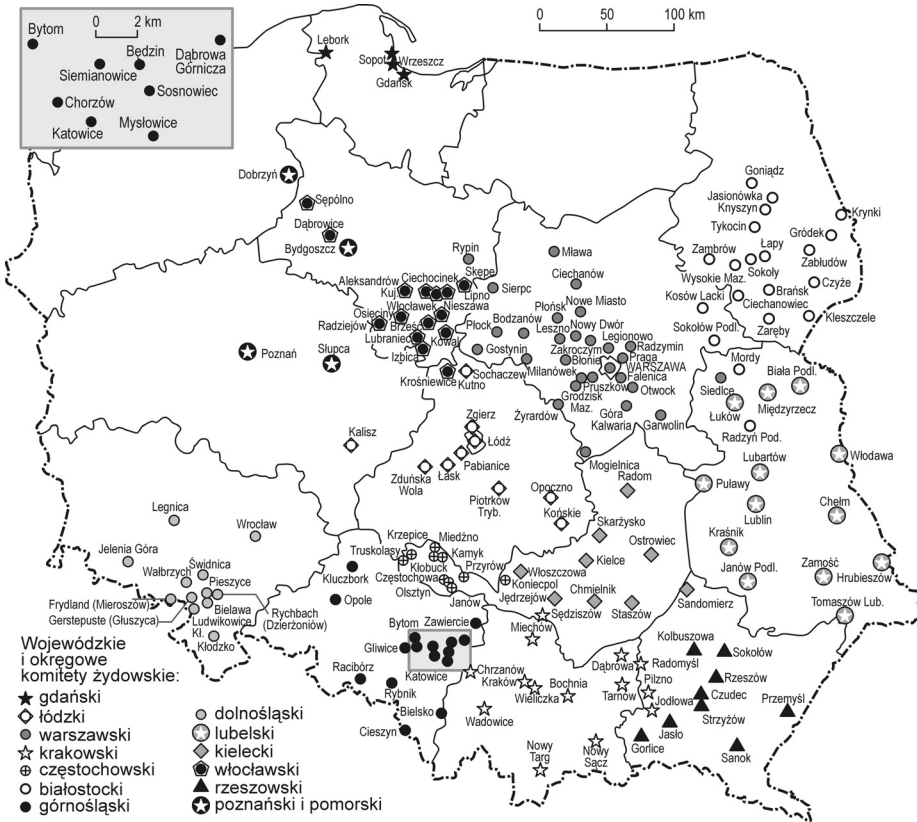 0 2 km
Bytom
Będzin
Dąbrowa
Górnicza
Siemianowice
Sosnowiec
Chorzów
Katowice
Mysłowice
0 50 100 km
Lębork
Sopot
Wrzeszcz
Gdańsk
Dobrzyń
Sępólno
Dąbrowice
Bydgoszcz
Goniądz
Jasionówka
Knyszyn
Krynki
Tykocin
Gródek
Zambrów
Łapy
Zabłudów
Wysokie Maz.
Sokoły
Czyże
Brańsk
Kosów Lacki
Ciechanowiec
Kleszczele
Zaręby
Sokołów Podl.
Rypin
Mława
Skępe
Aleksandrów
Kuj.
Ciechocinek
Lipno
Sierpc
Ciechanów
Włocławek
Nieszawa
Płońsk
Nowe Miasto
Osięciny
Radziejów
Brześć
Bodzanów
Lubraniec
Kowal
Płock
Leszno
Nowy Dwór
Legionowo
Izbica
Gostynin
Zakroczym
Radzymin
Błonie
Praga
WARSZAWA
Krośniewice
Kutno
Sochaczew
Milanówek
Pruszków
Falenica
Otwock
Grodzisk
Maz.
Żyrardów
Góra
Kalwaria
Garwolin
Mogielnica
Poznań
Słupca
Mordy
Siedlce
Biała Podl.
Łuków
Międzyrzecz
Radzyń Pod.
Kalisz
Zgierz
Łódź
Zduńska
Wola
Łask
Pabianice
Piotrków
Tryb.
Opoczno
Końskie
Radom
Lubartów
Włodawa
Puławy
Lublin
Chełm
Kraśnik
Zamość
Hrubieszów
Janów Podl.
Tomaszów Lub.
Legnica
Wrocław
Jelenia Góra
Świdnica
Wałbrzych
Pieszyce
Frydland (Mieroszów)
Gerstepuste (Głuszyca)
Bielawa
Rychbach
(Dzierżoniów)
Ludwikowice
Kł.
Kłodzko
Krzepice
Miedźno
Truskolasy
Kamyk
Kłobuck
Przyrów
Częstochowa
Olsztyn
Janów
Koniecpol
Kluczbork
Opole
Skarżysko
Ostrowiec
Kielce
Włoszczowa
Chmielnik
Jędrzejów
Staszów
Sandomierz
Sędziszów
Miechów
Bytom
Zawiercie
Gliwice
Katowice
Racibórz
Rybnik
Bielsko
Cieszyn
Chrzanów
Kraków
Wieliczka
Bochnia
Wadowice
Dąbrowa
Tarnów
Nowy
Targ
Nowy
Sącz
Kolbuszowa
Radomyśl
Sokołów
Pilzno
Rzeszów
Jodłowa
Czudec
Przemyśl
Strzyżów
Jasło
Gorlice
Sanok
Wojewódzkie
i okręgowe
komitety żydowskie:
gdański
łódzki
warszawski
krakowski
częstochowski
białostocki
górnośląski
dolnośląski
lubelski
kielecki
włocławski
rzeszowski
poznański i pomorski